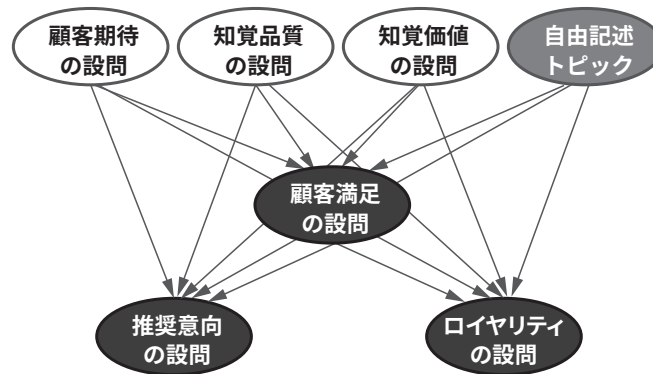 顧客期待
の設問
知覚品質
の設問
知覚価値
の設問
自由記述
トピック
顧客満足
の設問
推奨意向
の設問
ロイヤリティ
の設問